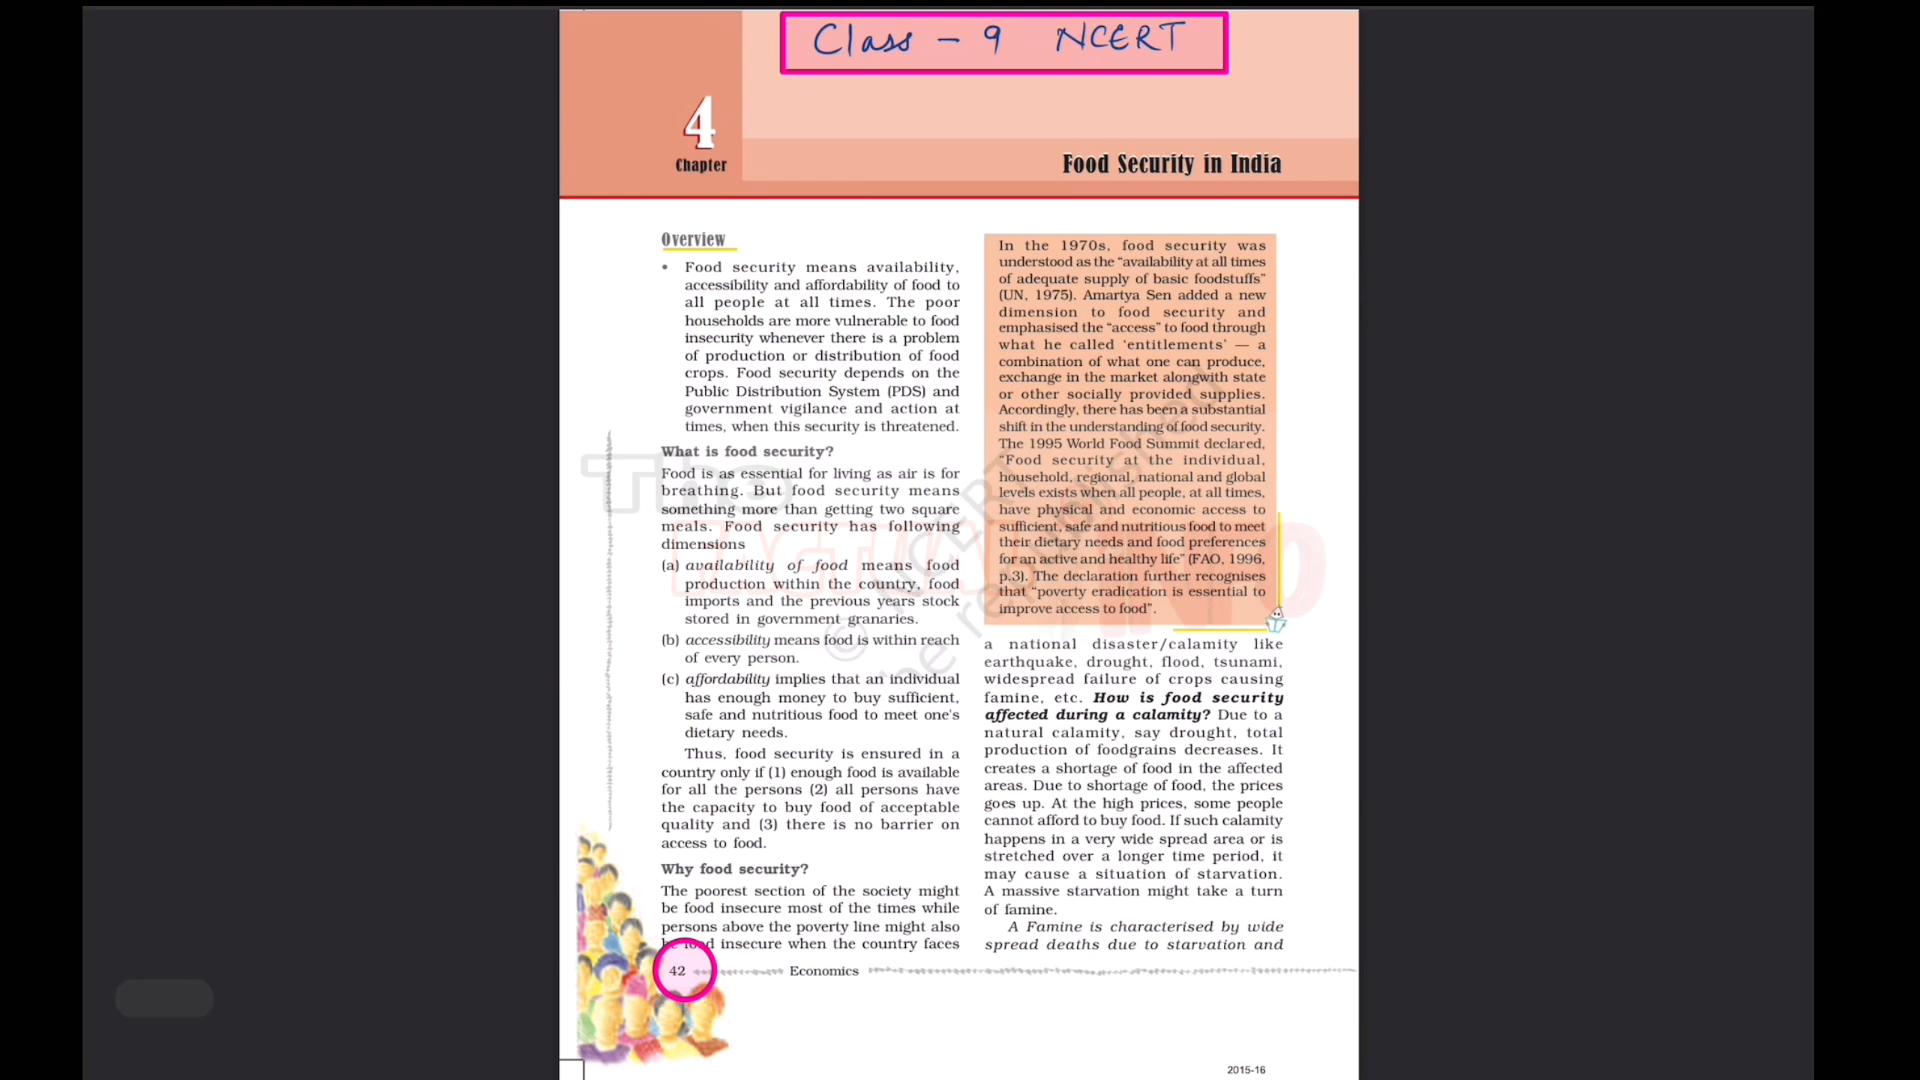 Class - 9 NCERT
4
Chapter
Food Security in India
Overview
• Food security means availability,
accessibility and affordability of food to
all people at all times. The poor
households are more vulnerable to food
insecurity whenever there is a problem
of production or distribution of food
crops. Food security depends on the
Public Distribution System (PDS) and
government vigilance and action at
times, when this security is threatened.
What is food security?
Food is as essential for living as air is for
breathing. But food security means
something more than getting two square
meals. Food security has following
dimensions
(a) availability of food means food
production within the country, food
imports and the previous years stock
stored in government granaries.
(b) accessibility means food is within reach
of every person.
(c) affordability implies that an individual
has enough money to buy sufficient,
safe and nutritious food to meet one's
dietary needs.
Thus, food security is ensured in a
country only if (1) enough food is available
for all the persons (2) all persons have
the capacity to buy food of acceptable
quality and (3) there is no barrier on
access to food.
Why food security?
The poorest section of the society might
be food insecure most of the times while
persons above the poverty line might also
be food insecure when the country faces
In the 1970s, food security was
understood as the “availability at all times
of adequate supply of basic foodstuffs”
(UN, 1975). Amartya Sen added a new
dimension to food security and
emphasised the “access” to food through
what he called ‘entitlements’ — a
combination of what one can produce,
exchange in the market alongwith state
or other socially provided supplies.
Accordingly, there has been a substantial
shift in the understanding of food security.
The 1995 World Food Summit declared,
“Food security at the individual,
household, regional, national and global
levels exists when all people, at all times,
have physical and economic access to
sufficient, safe and nutritious food to meet
their dietary needs and food preferences
for an active and healthy life” (FAO, 1996,
p.3). The declaration further recognises
that “poverty eradication is essential to
improve access to food”.
a national disaster/calamity like
earthquake, drought, flood, tsunami,
widespread failure of crops causing
famine, etc. How is food security
affected during a calamity? Due to a
natural calamity, say drought, total
production of foodgrains decreases. It
creates a shortage of food in the affected
areas. Due to shortage of food, the prices
goes up. At the high prices, some people
cannot afford to buy food. If such calamity
happens in a very wide spread area or is
stretched over a longer time period, it
may cause a situation of starvation.
A massive starvation might take a turn
of famine.
A Famine is characterised by wide
spread deaths due to starvation and
42
Economics
2015-16
© NCERT
be republished
The